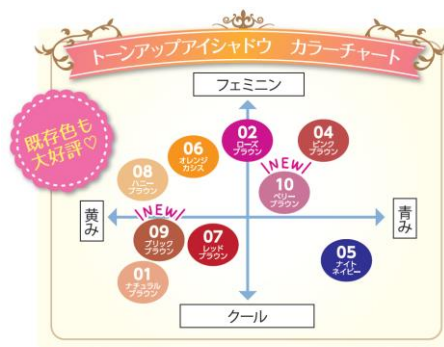 トーンアップアイシャドウ カラーチャート
フェミニン
既存色も
大好評♡
02
ローズ
ブラウン
04
ピンク
ブラウン
06
オレンジ
カシス
NEW
08
ハニー
ブラウン
10
ベリー
ブラウン
黄み
NEW
青み
09
ブリック
ブラウン
07
レッド
ブラウン
05
ナイト
ネイビー
01
ナチュラル
ブラウン
クール